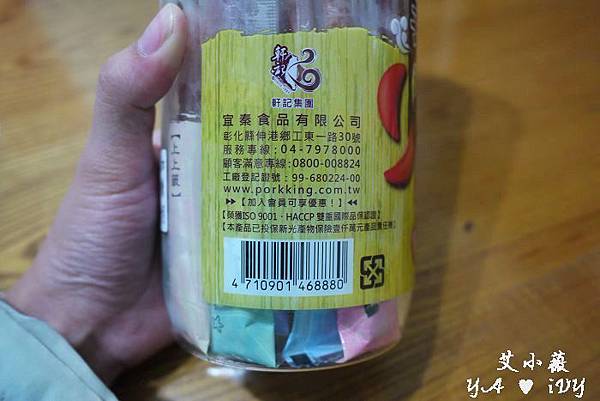 軒記集團
宜秦食品有限公司
彰化縣伸港鄉工東一路30號
服務專線:04-7978000
顧客滿意專線:0800-008824
工廠登記證號:99-680224-00
www.porkking.com.tw
▶▶【加入會員可享優惠!】◀◀
【榮獲ISO 9001、HACCP 雙重國際品保認證】
【本產品已投保新光產物保險壹仟萬元產品責任險】
4 710901 468880
【上上籤】
艾小薇
YA ♥ iVY